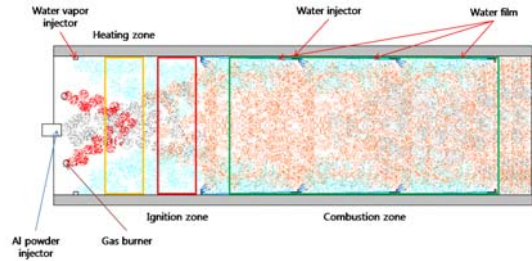 Water vapor
injector
Heating zone
Water injector
Water film
Ignition zone
Combustion zone
Al powder
injector
Gas burner